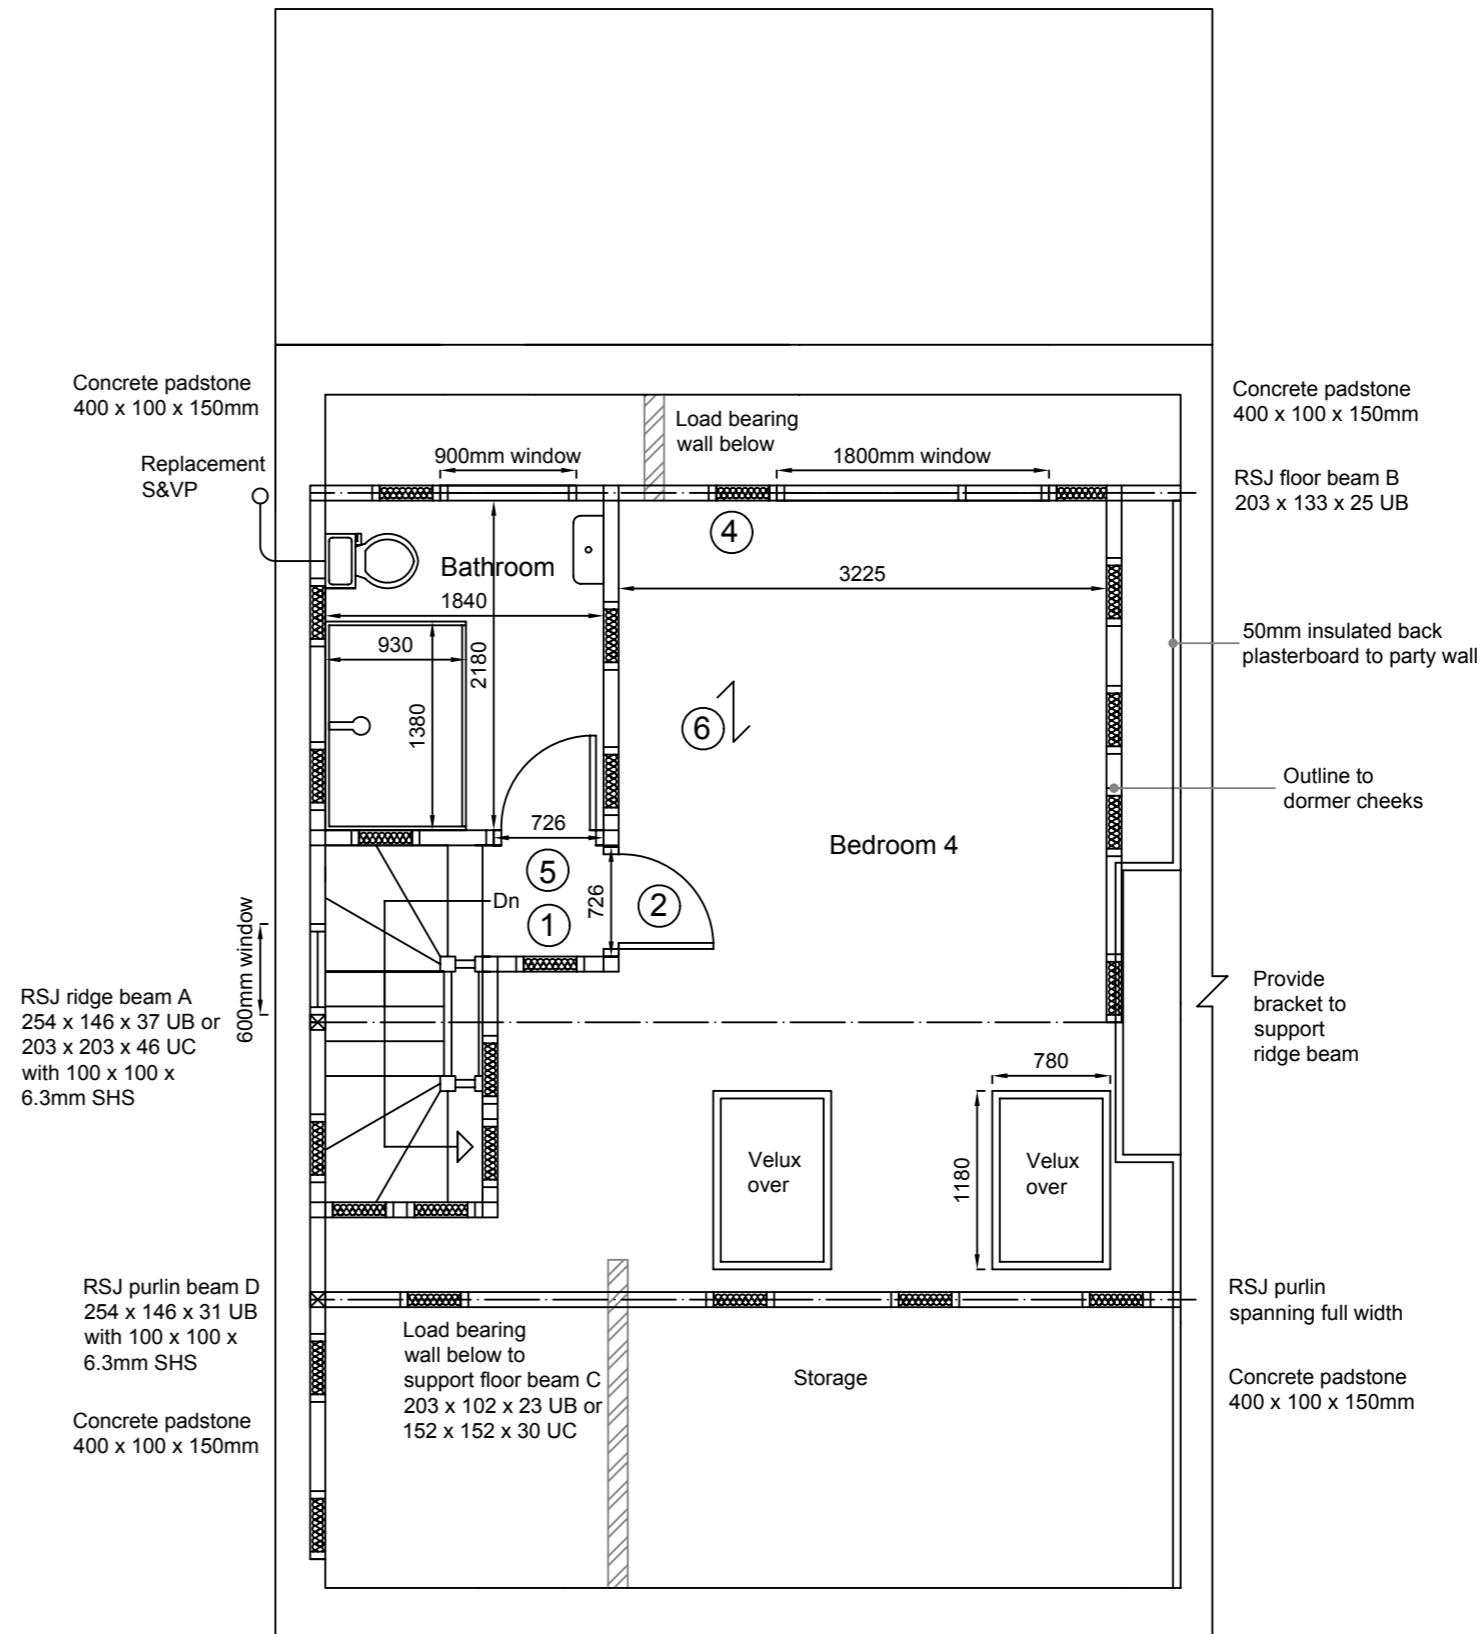 Concrete padstone
400 x 100 x 150mm
Replacement
S&VP
900mm window
Load bearing
wall below
1800mm window
Concrete padstone
400 x 100 x 150mm
RSJ floor beam B
203 x 133 x 25 UB
4
Bathroom
1840
3225
930
2180
1380
50mm insulated back
plasterboard to party wall
6
Outline to
dormer cheeks
726
5
Bedroom 4
Dn
1
726
2
600mm window
RSJ ridge beam A
254 x 146 x 37 UB or
203 x 203 x 46 UC
with 100 x 100 x
6.3mm SHS
Provide
bracket to
support
ridge beam
780
1180
Velux
over
Velux
over
RSJ purlin beam D
254 x 146 x 31 UB
with 100 x 100 x
6.3mm SHS
Concrete padstone
400 x 100 x 150mm
Load bearing
wall below to
support floor beam C
203 x 102 x 23 UB or
152 x 152 x 30 UC
Storage
RSJ purlin
spanning full width
Concrete padstone
400 x 100 x 150mm